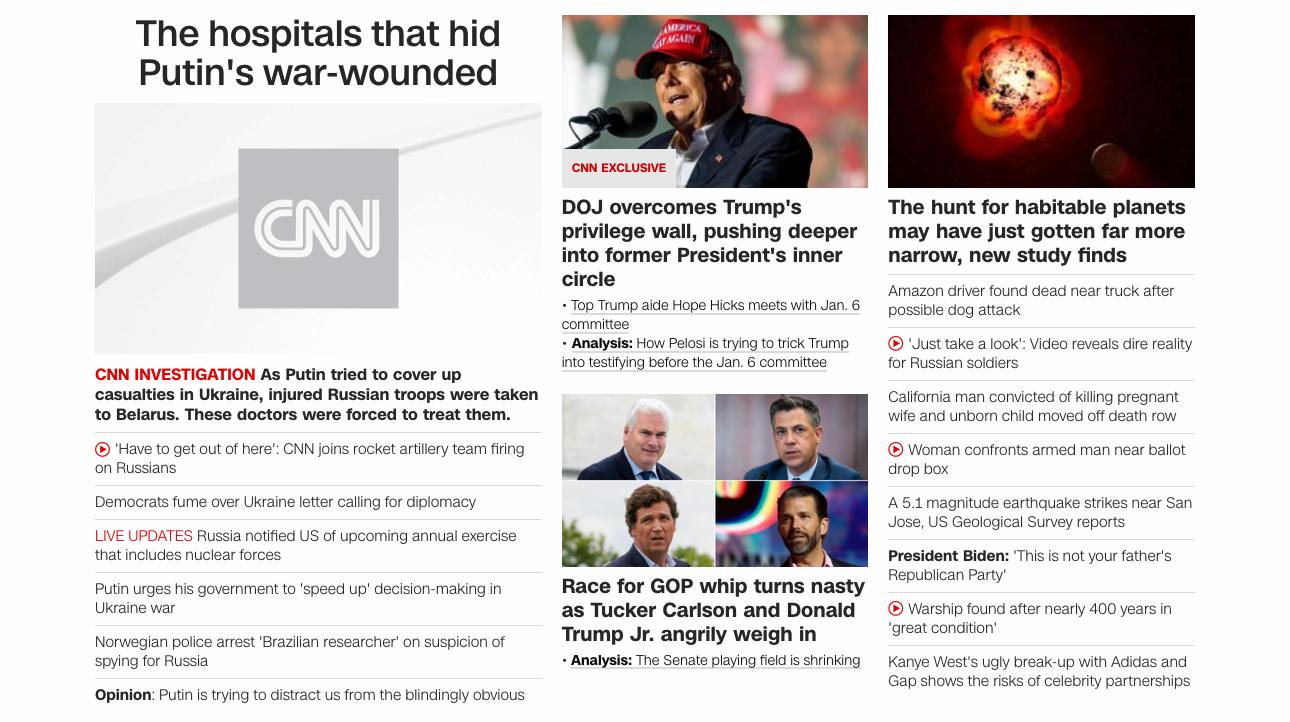 The hospitals that hid
Putin's war-wounded
CNN
CNN INVESTIGATION As Putin tried to cover up
casualties in Ukraine, injured Russian troops were taken
to Belarus. These doctors were forced to treat them.
'Have to get out of here': CNN joins rocket artillery team firing
on Russians
Democrats fume over Ukraine letter calling for diplomacy
LIVE UPDATES Russia notified US of upcoming annual exercise
that includes nuclear forces
Putin urges his government to 'speed up' decision-making in
Ukraine war
Norwegian police arrest 'Brazilian researcher' on suspicion of
spying for Russia
Opinion: Putin is trying to distract us from the blindingly obvious
AMERICA
AGAIN
CNN EXCLUSIVE
DOJ overcomes Trump's
privilege wall, pushing deeper
into former President's inner
circle
• Top Trump aide Hope Hicks meets with Jan. 6
committee
• Analysis: How Pelosi is trying to trick Trump
into testifying before the Jan. 6 committee
Race for GOP whip turns nasty
as Tucker Carlson and Donald
Trump Jr. angrily weigh in
• Analysis: The Senate playing field is shrinking
The hunt for habitable planets
may have just gotten far more
narrow, new study finds
Amazon driver found dead near truck after
possible dog attack
'Just take a look': Video reveals dire reality
for Russian soldiers
California man convicted of killing pregnant
wife and unborn child moved off death row
Woman confronts armed man near ballot
drop box
A 5.1 magnitude earthquake strikes near San
Jose, US Geological Survey reports
President Biden: 'This is not your father's
Republican Party'
Warship found after nearly 400 years in
'great condition'
Kanye West's ugly break-up with Adidas and
Gap shows the risks of celebrity partnerships